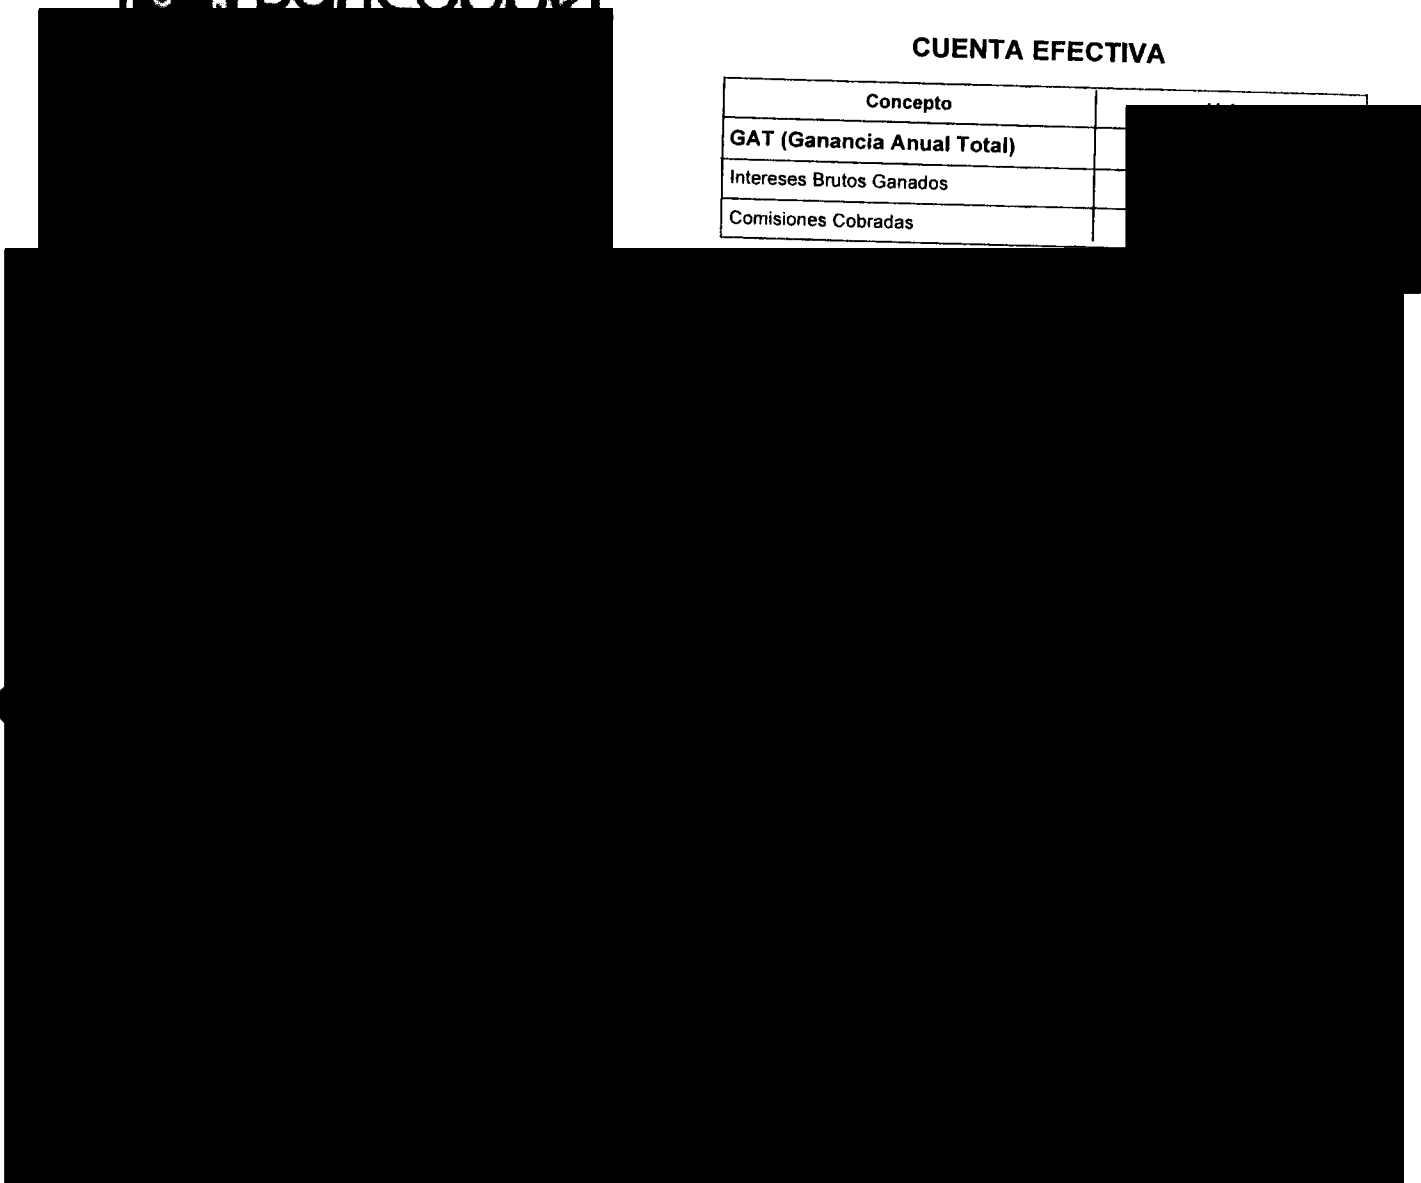 CUENTA EFECTIVA
Concepto
GAT (Ganancia Anual Total)
Intereses Brutos Ganados
Comisiones Cobradas